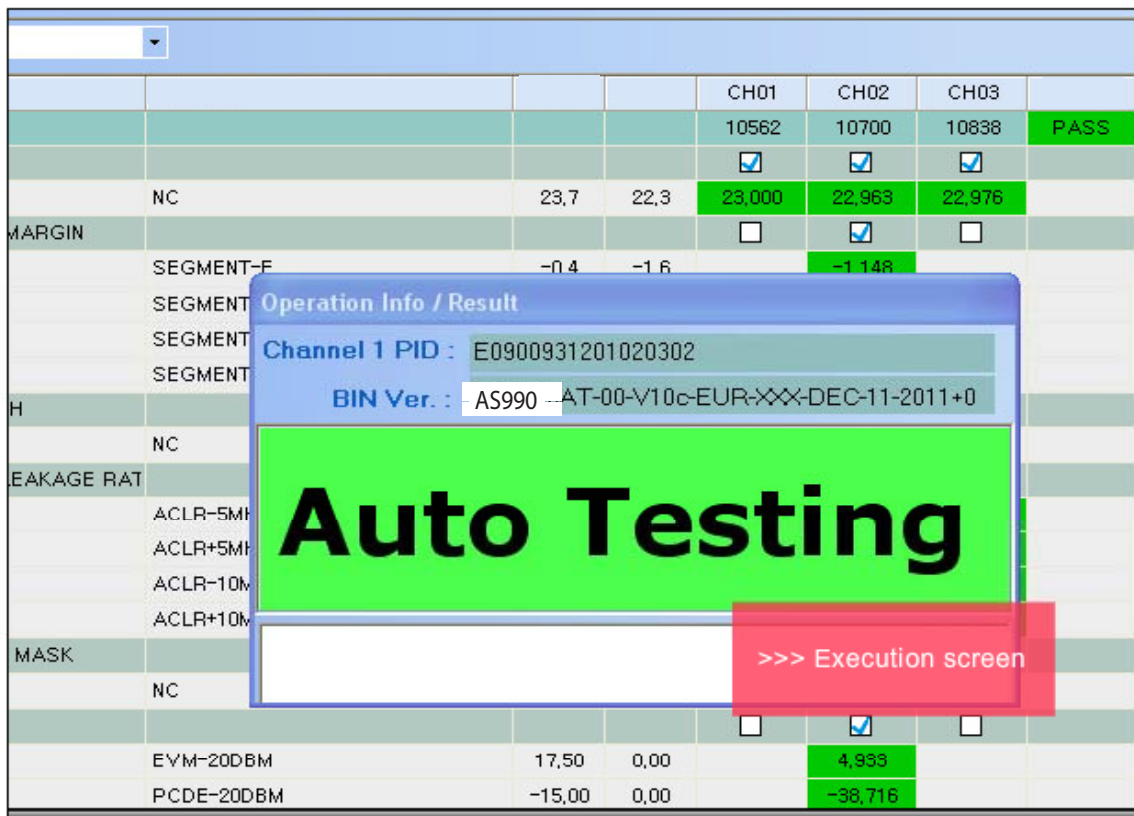 CH01 CH02 CH03
10562 10700 10838 PASS
NC 23,7 22,3 23,000 22,963 22,976
MARGIN
SEGMENT-E -0,4 -1,6 -1,148
SEGMENT
SEGMENT
SEGMENT
Operation Info / Result
Channel 1 PID : E0900931201020302
BIN Ver. : AS990 AT-00-V10c-EUR-XXX-DEC-11-2011+0
H
NC
EAKAGE RAT
ACLR-5MH
ACLR+5MH
ACLR-10M
ACLR+10M
Auto Testing
>>> Execution screen
MASK
NC
EVM-20DBM 17,50 0,00 4,933
PCDE-20DBM -15,00 0,00 -38,716